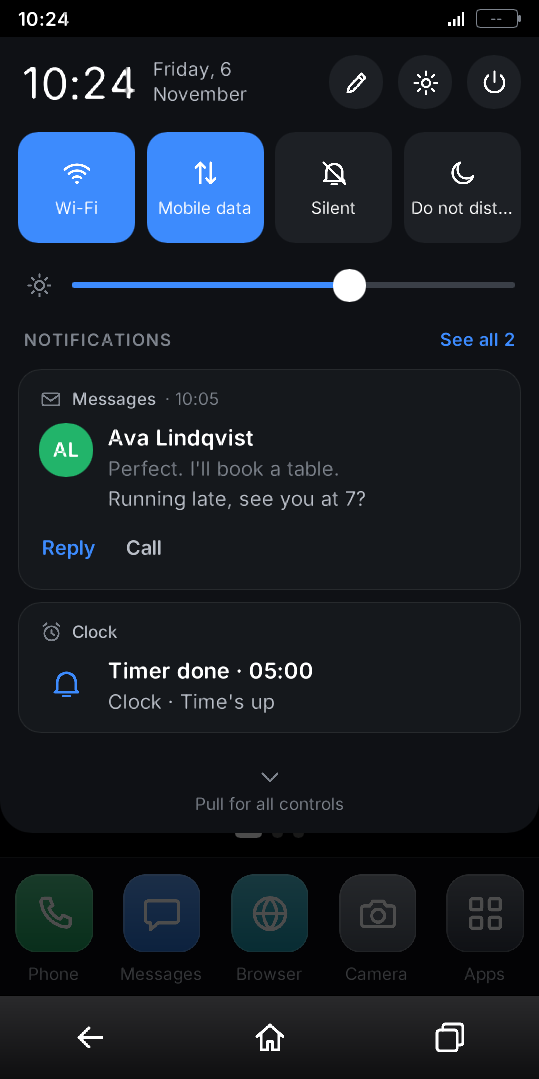 10:24
--
10:24
Friday, 6
November
Wi-Fi
Mobile data
Silent
Do not dist...
NOTIFICATIONS
See all 2
Messages · 10:05
AL
Ava Lindqvist
Perfect. I'll book a table.
Running late, see you at 7?
Reply
Call
Clock
Timer done · 05:00
Clock · Time's up
Pull for all controls
Phone
Messages
Browser
Camera
Apps